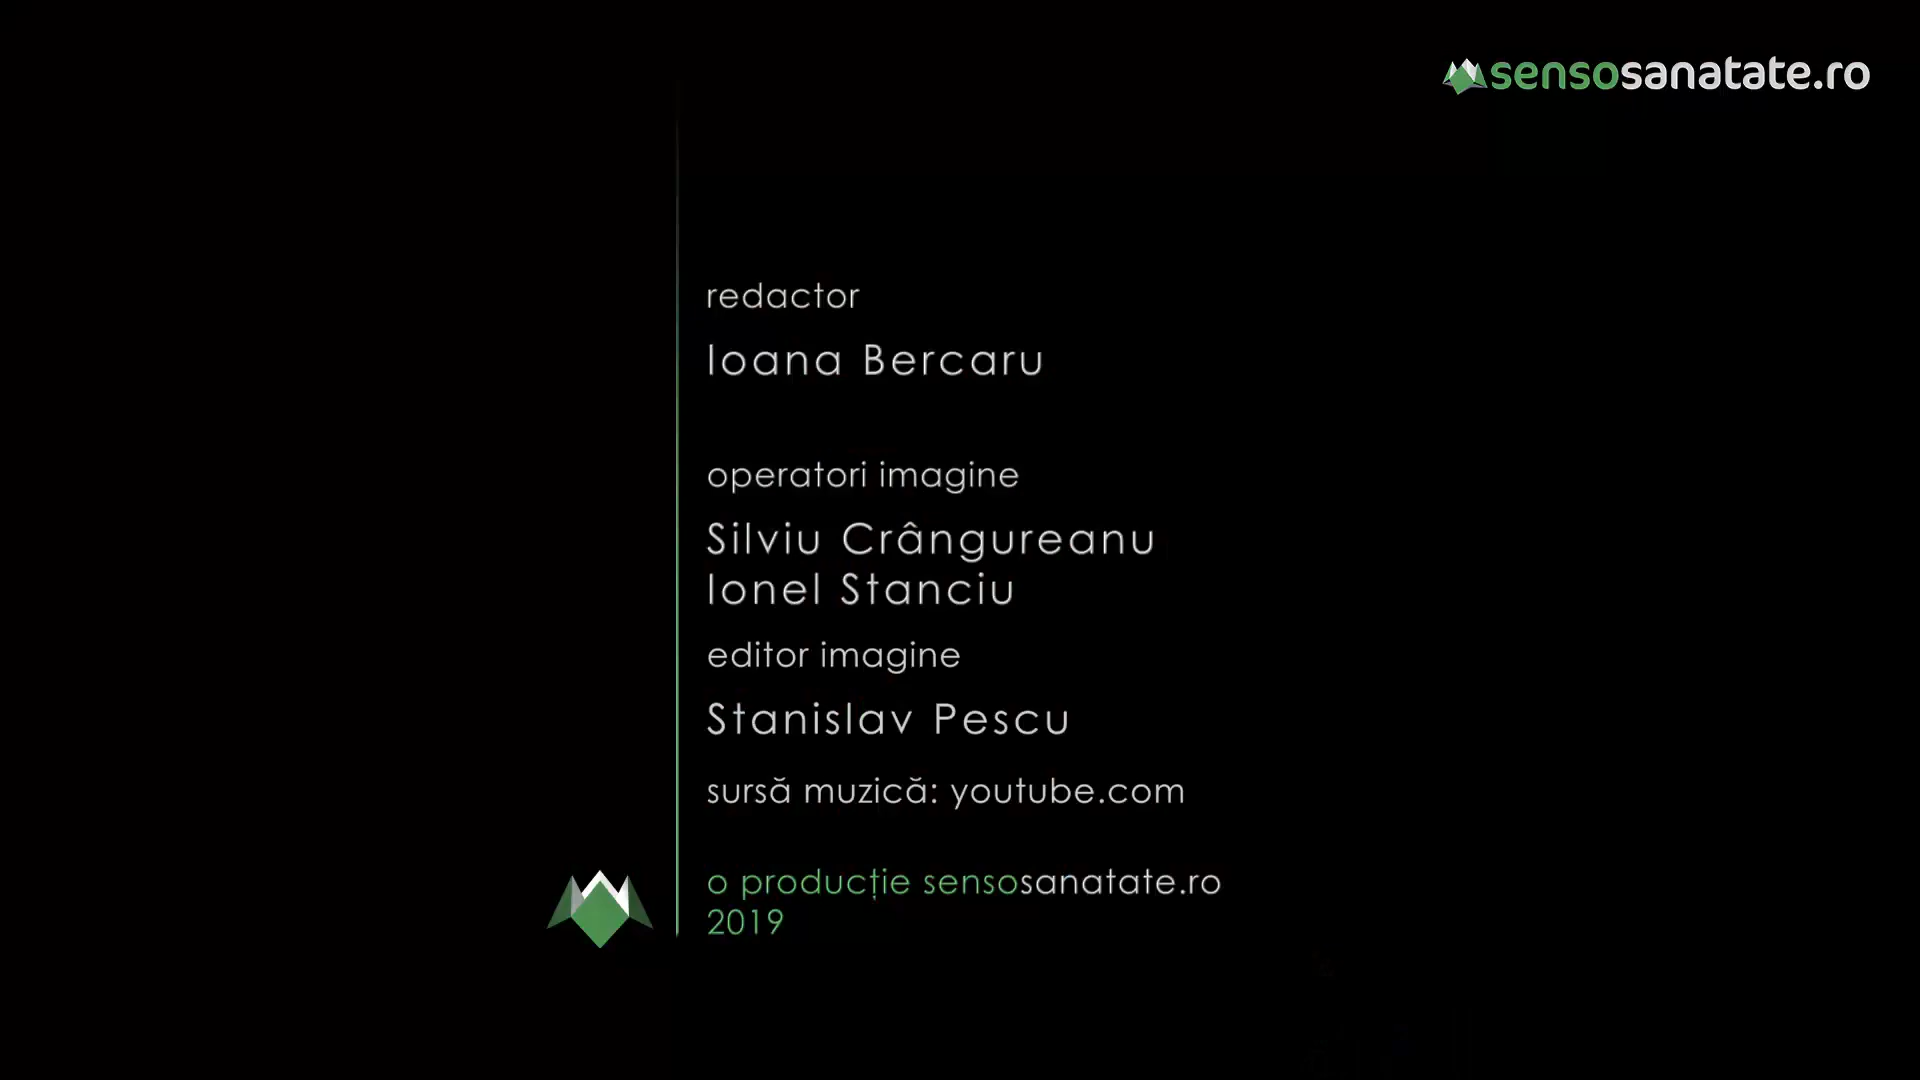 sensosanatate.ro
redactor
Ioana Bercaru
operatori imagine
Silviu Crângureanu
Ionel Stanciu
editor imagine
Stanislav Pescu
sursă muzică: youtube.com
o producție sensosanatate.ro
2019